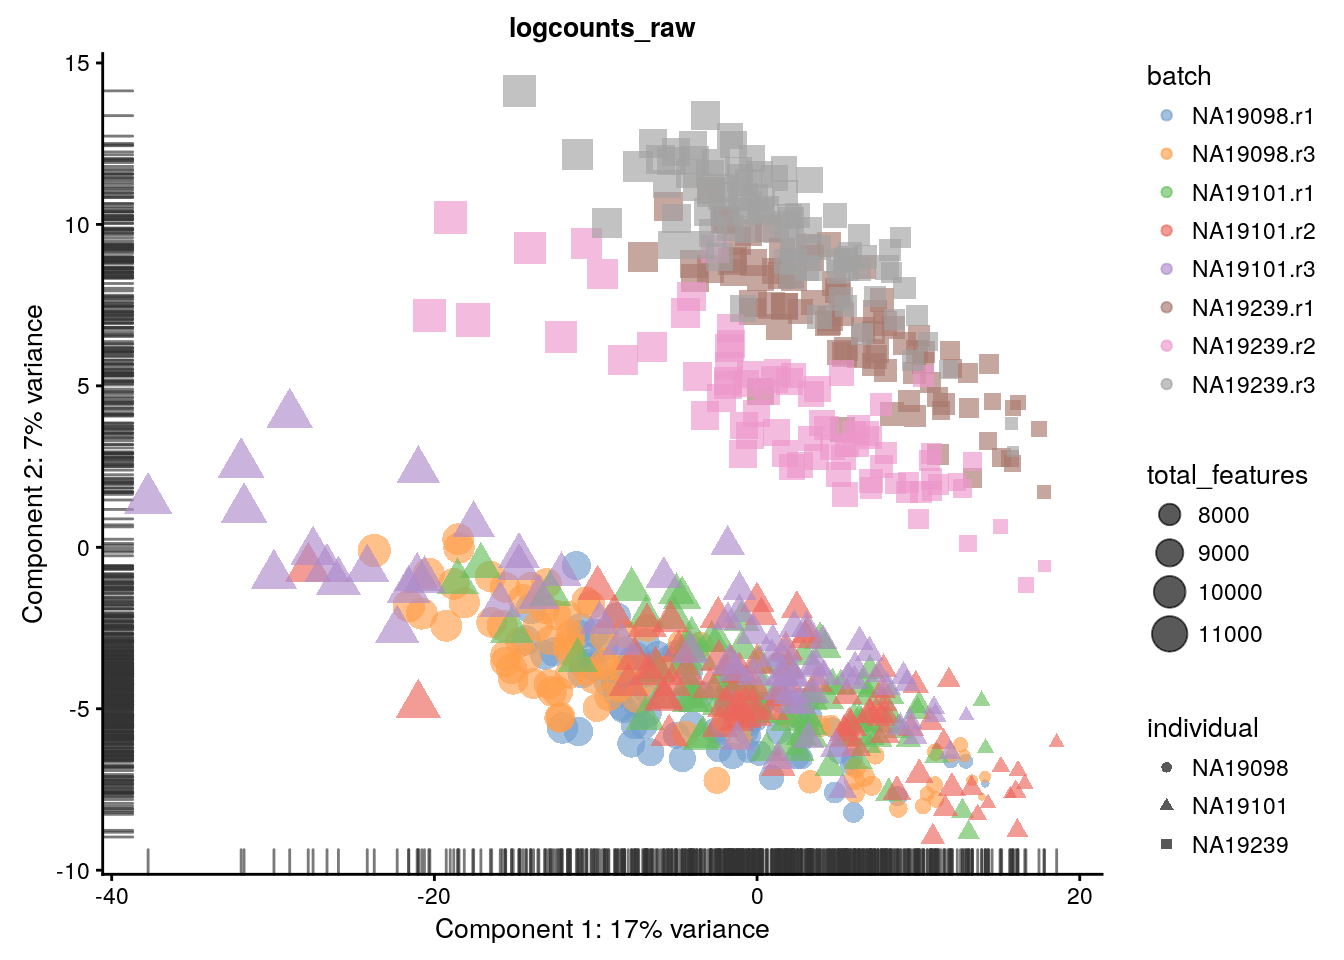 logcounts_raw
15
10
5
0
-5
-10
-40
-20
0
20
Component 2: 7% variance
Component 1: 17% variance
batch
NA19098.r1
NA19098.r3
NA19101.r1
NA19101.r2
NA19101.r3
NA19239.r1
NA19239.r2
NA19239.r3
total_features
8000
9000
10000
11000
individual
NA19098
NA19101
NA19239